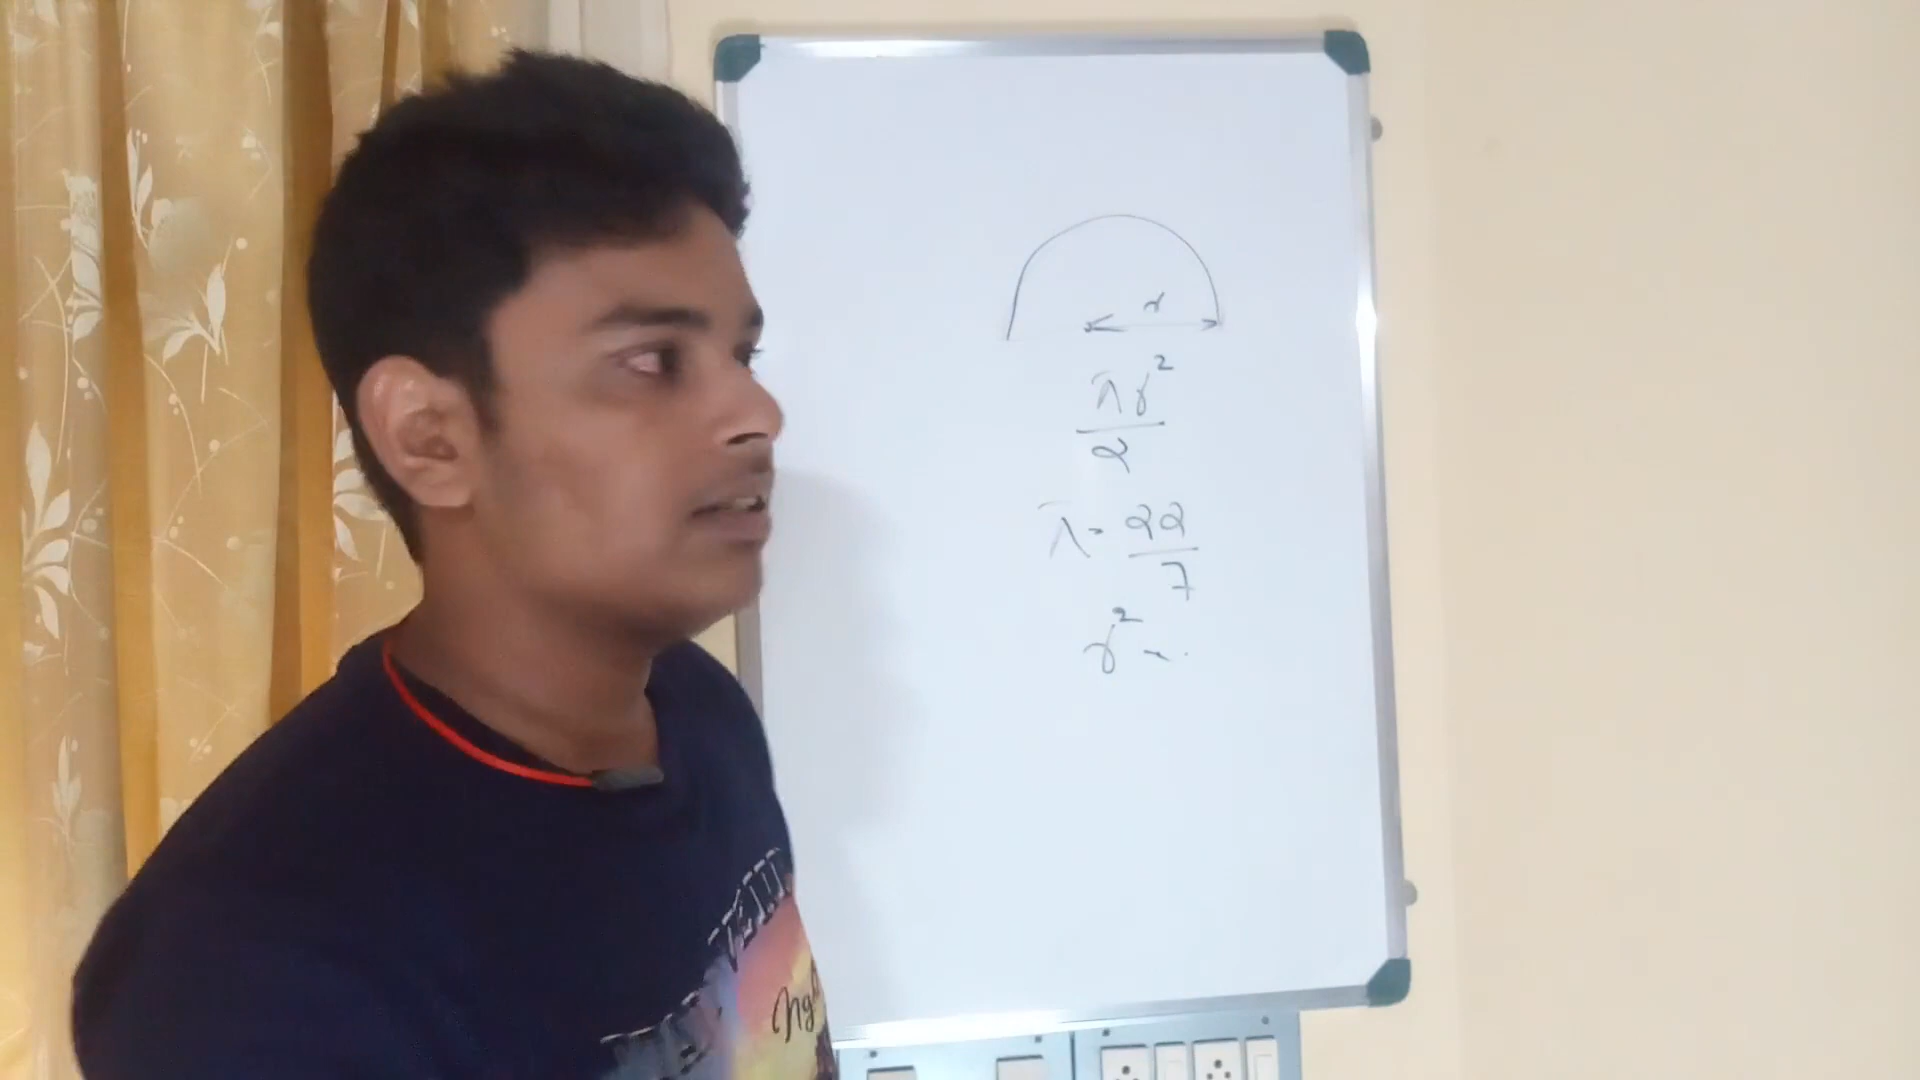 r
πr²
2
π = 22
7
r² =